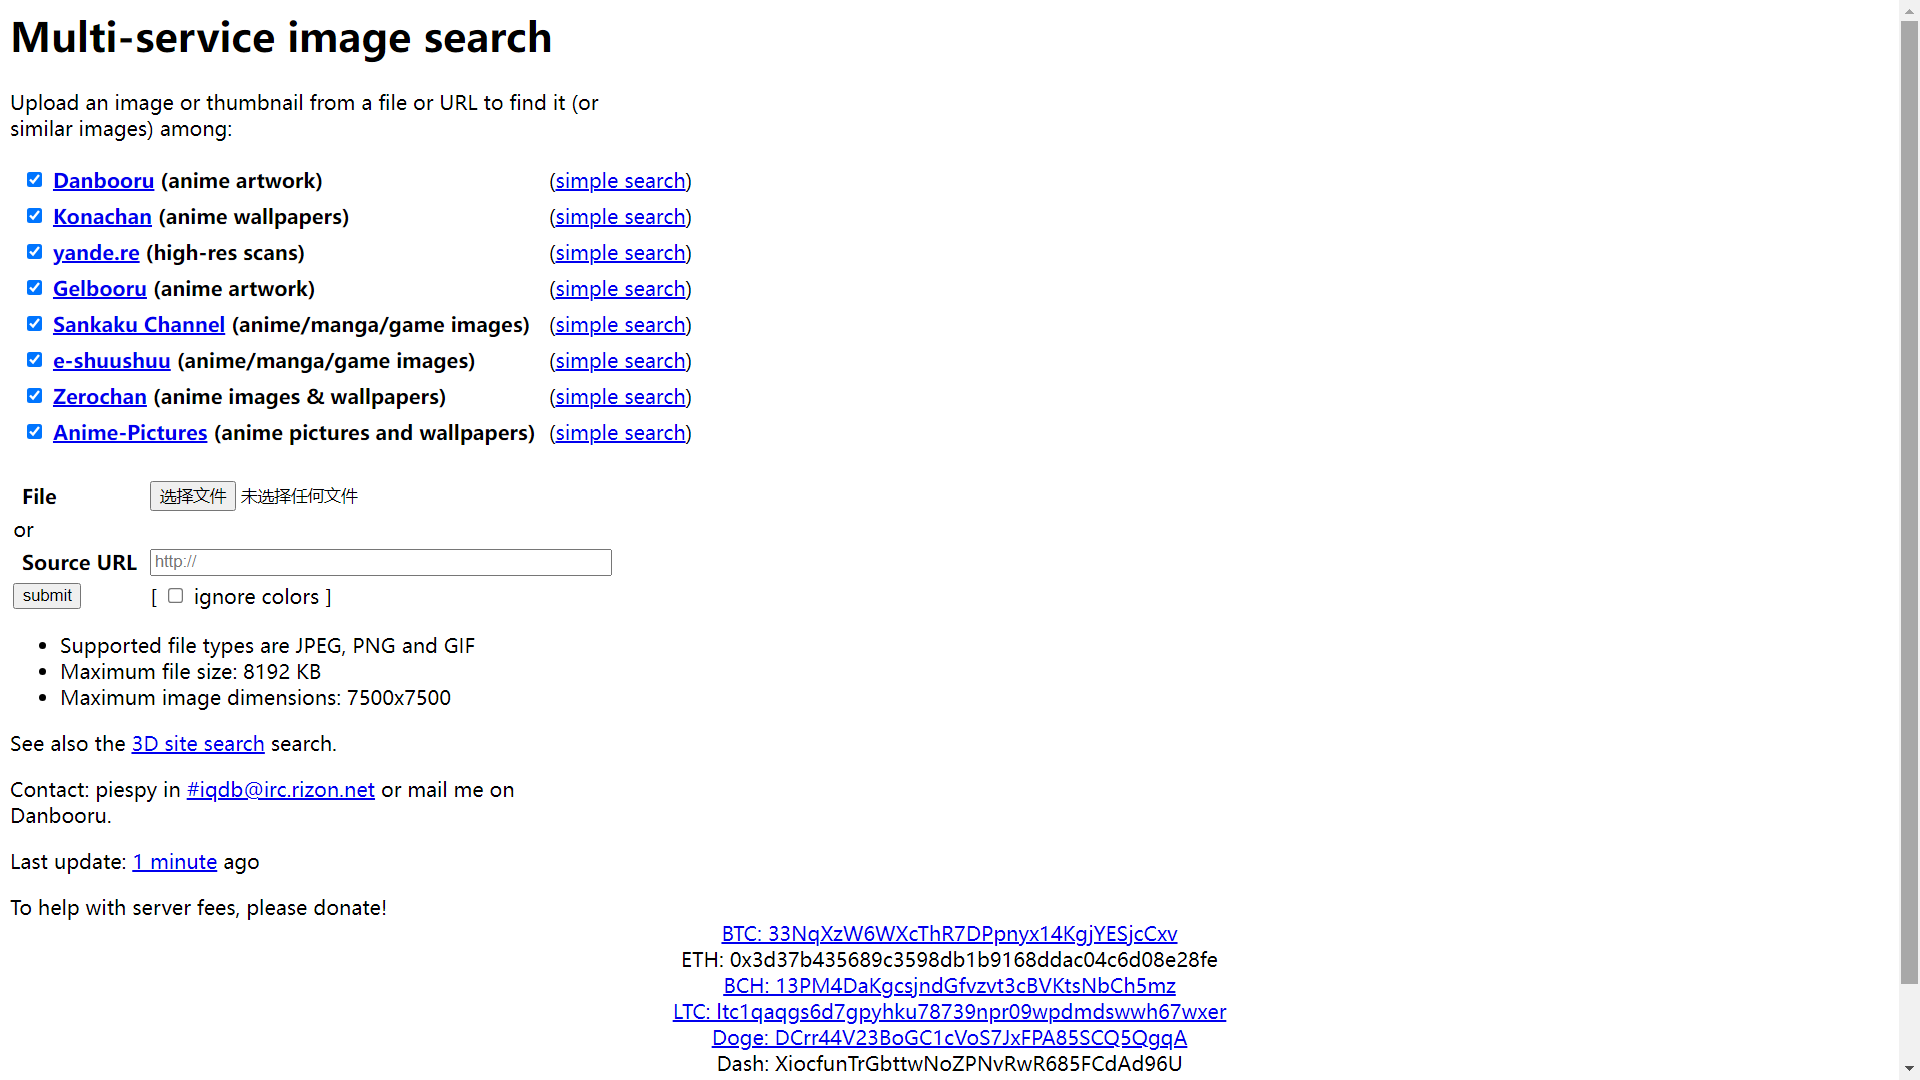 Multi-service image search
Upload an image or thumbnail from a file or URL to find it (or
similar images) among:
Danbooru (anime artwork) (simple search)
Konachan (anime wallpapers) (simple search)
yande.re (high-res scans) (simple search)
Gelbooru (anime artwork) (simple search)
Sankaku Channel (anime/manga/game images) (simple search)
e-shuushuu (anime/manga/game images) (simple search)
Zerochan (anime images & wallpapers) (simple search)
Anime-Pictures (anime pictures and wallpapers) (simple search)
File 选择文件 未选择任何文件
or
Source URL http://
submit [ ignore colors ]
• Supported file types are JPEG, PNG and GIF
• Maximum file size: 8192 KB
• Maximum image dimensions: 7500x7500
See also the 3D site search search.
Contact: piespy in #iqdb@irc.rizon.net or mail me on
Danbooru.
Last update: 1 minute ago
To help with server fees, please donate!
BTC: 33NqXzW6WXcThR7DPpnyx14KgjYESjcCxv
ETH: 0x3d37b435689c3598db1b9168ddac04c6d08e28fe
BCH: 13PM4DaKgcsjndGfvzvt3cBVKtsNbCh5mz
LTC: ltc1qaqgs6d7gpyhku78739npr09wpdmdswwh67wxer
Doge: DCrr44V23BoGC1cVoS7JxFPA85SCQ5QgqA
Dash: XiocfunTrGbttwNoZPNvRwR685FCdAd96U